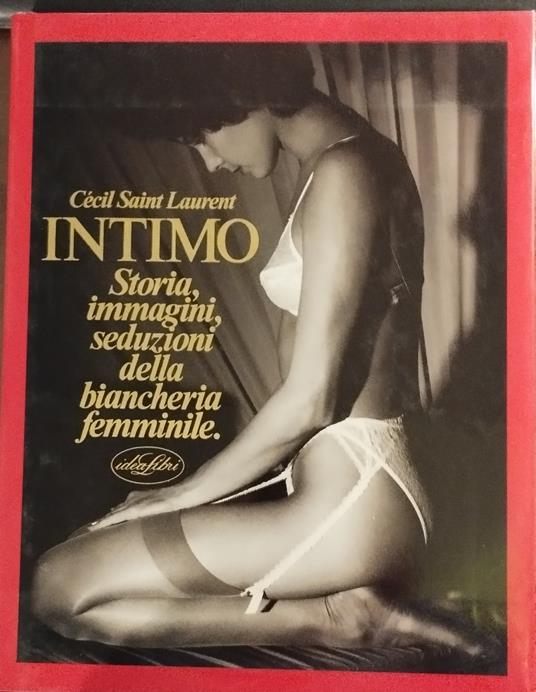 Cécil Saint Laurent
INTIMO
Storia,
immagini,
seduzioni
della
biancheria
femminile.
idealibri